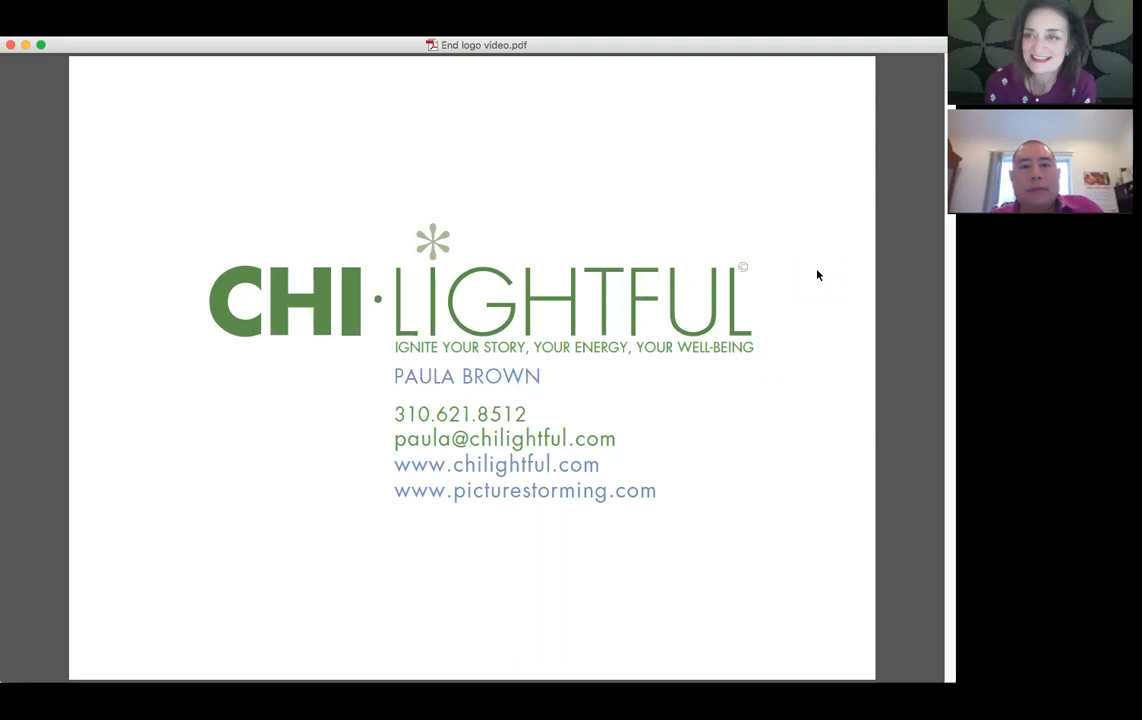 End logo video.pdf
CHI·LIGHTFUL©
IGNITE YOUR STORY, YOUR ENERGY, YOUR WELL-BEING
PAULA BROWN
310.621.8512
paula@chilightful.com
www.chilightful.com
www.picturestorming.com